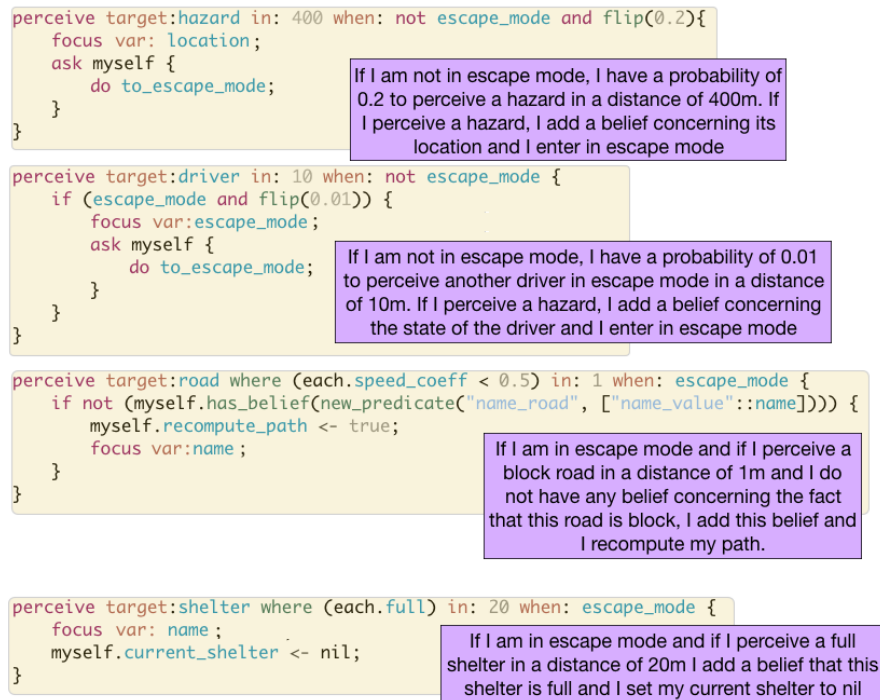 perceive target:hazard in: 400 when: not escape_mode and flip(0.2){
focus var: location;
ask myself {
do to_escape_mode;
}
}
If I am not in escape mode, I have a probability of
0.2 to perceive a hazard in a distance of 400m. If
I perceive a hazard, I add a belief concerning its
location and I enter in escape mode
perceive target:driver in: 10 when: not escape_mode {
if (escape_mode and flip(0.01)) {
focus var:escape_mode;
ask myself {
do to_escape_mode;
}
}
}
If I am not in escape mode, I have a probability of 0.01
to perceive another driver in escape mode in a distance
of 10m. If I perceive a hazard, I add a belief concerning
the state of the driver and I enter in escape mode
perceive target:road where (each.speed_coeff < 0.5) in: 1 when: escape_mode {
if not (myself.has_belief(new_predicate("name_road", ["name_value"::name]))) {
myself.recompute_path <- true;
focus var:name ;
}
}
If I am in escape mode and if I perceive a
block road in a distance of 1m and I do
not have any belief concerning the fact
that this road is block, I add this belief and
I recompute my path.
perceive target:shelter where (each.full) in: 20 when: escape_mode {
focus var: name ;
myself.current_shelter <- nil;
}
If I am in escape mode and if I perceive a full
shelter in a distance of 20m I add a belief that this
shelter is full and I set my current shelter to nil